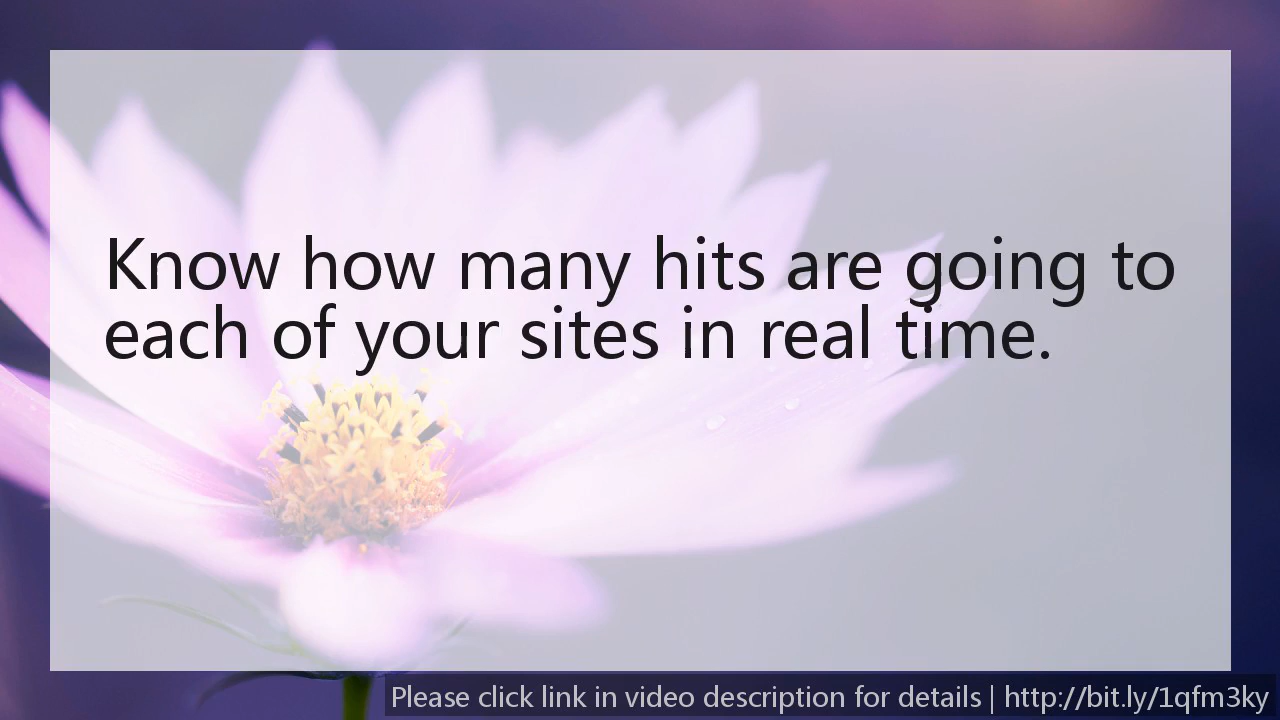 Know how many hits are going to
each of your sites in real time.
Please click link in video description for details | http://bit.ly/1qfm3ky